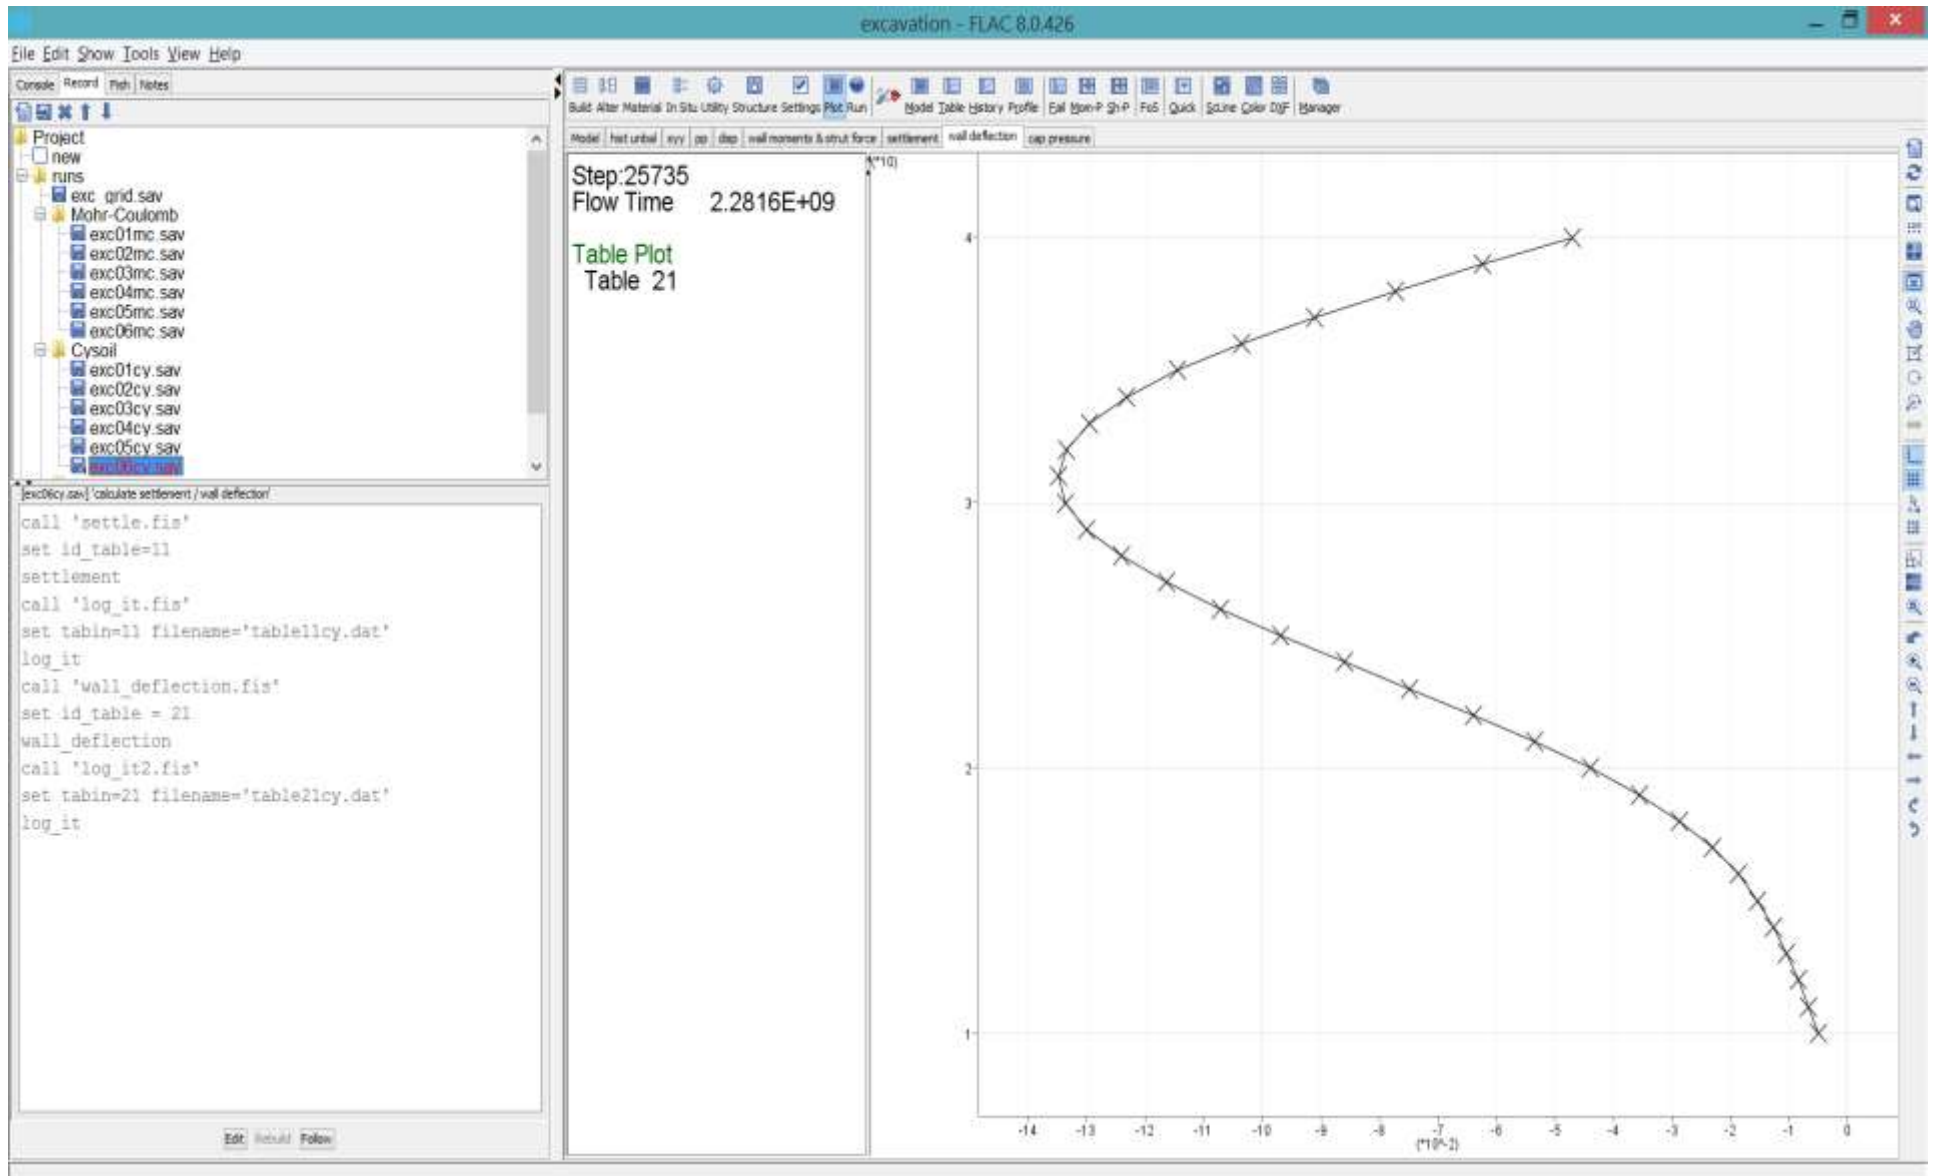 excavation - FLAC 8.0.426
File Edit Show Tools View Help
Console Record Fish Notes
Project
new
runs
exc_grid.sav
Mohr-Coulomb
exc01mc.sav
exc02mc.sav
exc03mc.sav
exc04mc.sav
exc05mc.sav
exc06mc.sav
Cysoil
exc01cy.sav
exc02cy.sav
exc03cy.sav
exc04cy.sav
exc05cy.sav
exc06cy.sav
[exc06cy.sav] 'calculate settlement / wall deflection'
call 'settle.fis'
set id_table=11
settlement
call 'log_it.fis'
set tabin=11 filename='table11cy.dat'
log_it
call 'wall_deflection.fis'
set id_table = 21
wall_deflection
call 'log_it2.fis'
set tabin=21 filename='table21cy.dat'
log_it
Edit Rebuild Follow
Build Alter Material In Situ Utility Structure Settings Plot Run Model Table History Profile Fail Mom-P Sh-P FoS Quick ScLine Color DXF Manager
Model hist unbal syy pp disp wall moments & strut force settlement wall deflection cap pressure
Step:25735
Flow Time 2.2816E+09
Table Plot
Table 21
(*10)
4
3
2
1
-14 -13 -12 -11 -10 -9 -8 -7 -6 -5 -4 -3 -2 -1 0
(*10^-2)